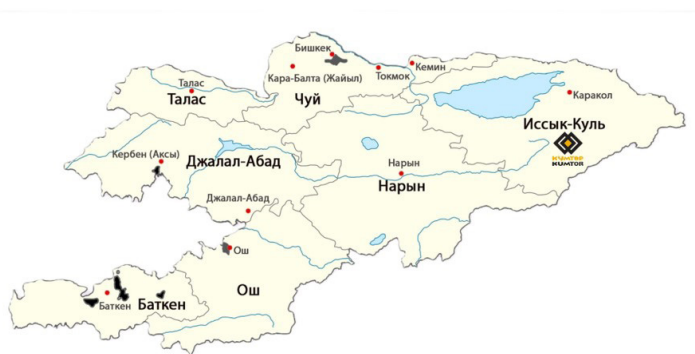 Бишкек
Кемин
Кара-Балта (Жайыл)
Токмок
Талас
Талас
Чуй
Каракол
Иссык-Куль
КУМТОР
KUMTOR
Кербен (Аксы)
Джалал-Абад
Нарын
Нарын
Джалал-Абад
Ош
Ош
Баткен
Баткен